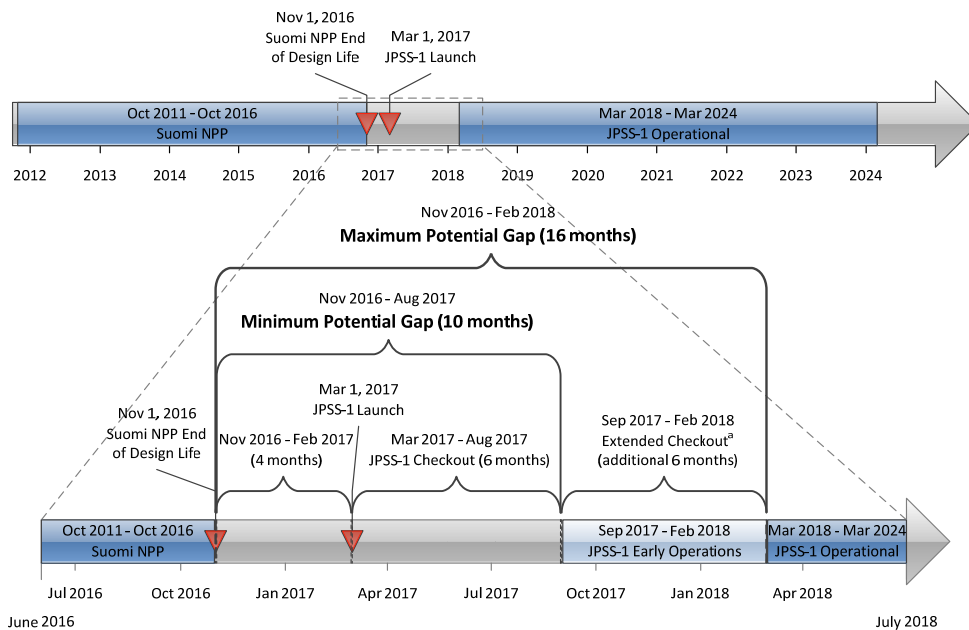 Nov 1, 2016
Suomi NPP End
of Design Life
Mar 1, 2017
JPSS-1 Launch
Oct 2011 – Oct 2016
Suomi NPP
Mar 2018 – Mar 2024
JPSS-1 Operational
2012 2013 2014 2015 2016 2017 2018 2019 2020 2021 2022 2023 2024
Nov 2016 – Feb 2018
Maximum Potential Gap (16 months)
Nov 2016 – Aug 2017
Minimum Potential Gap (10 months)
Nov 1, 2016
Suomi NPP End
of Design Life
Nov 2016 – Feb 2017
(4 months)
Mar 1, 2017
JPSS-1 Launch
Mar 2017 – Aug 2017
JPSS-1 Checkout (6 months)
Sep 2017 – Feb 2018
Extended Checkoutᵃ
(additional 6 months)
Oct 2011 – Oct 2016
Suomi NPP
Sep 2017 – Feb 2018
JPSS-1 Early Operations
Mar 2018 – Mar 2024
JPSS-1 Operational
Jul 2016 Oct 2016 Jan 2017 Apr 2017 Jul 2017 Oct 2017 Jan 2018 Apr 2018
June 2016 July 2018